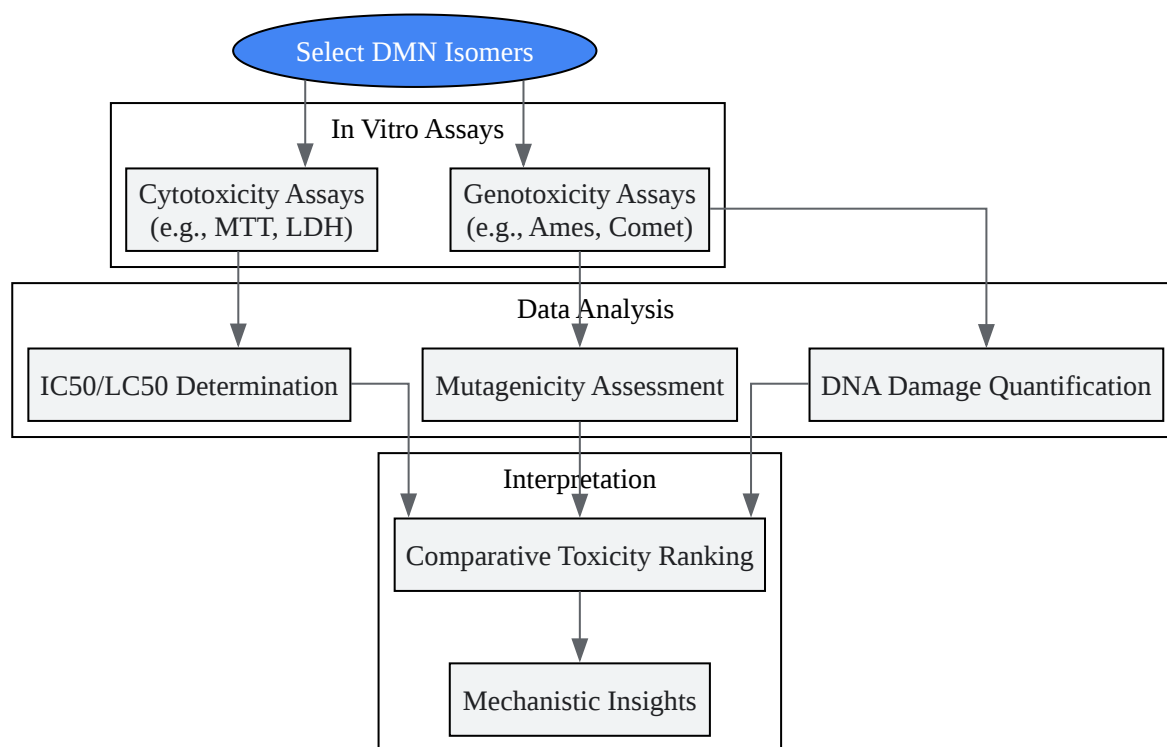 Select DMN Isomers
In Vitro Assays
Cytotoxicity Assays
(e.g., MTT, LDH)
Genotoxicity Assays
(e.g., Ames, Comet)
Data Analysis
IC50/LC50 Determination
Mutagenicity Assessment
DNA Damage Quantification
Interpretation
Comparative Toxicity Ranking
Mechanistic Insights